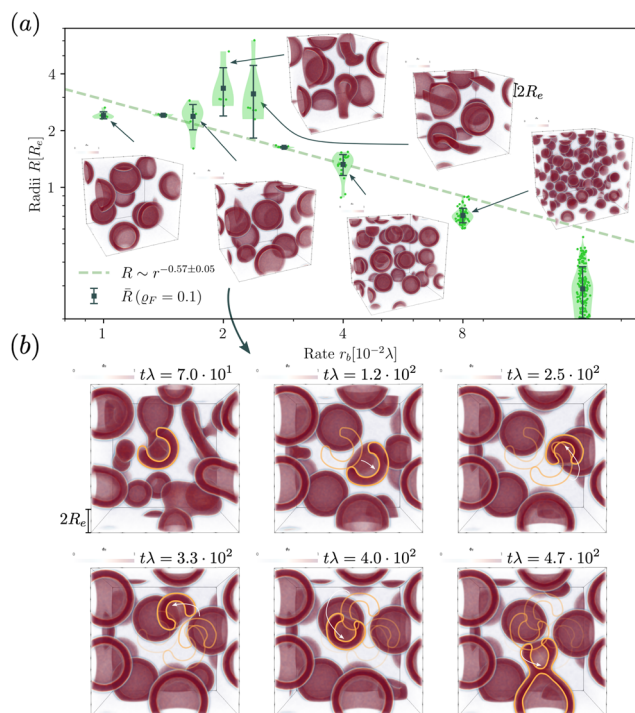 (a)
4
2
1
Radii R[R_e]
2R_e
R ∼ r^{−0.57±0.05}
R̄ (ϱ_F = 0.1)
1
2
4
8
Rate r_b[10^{−2}λ]
(b)
tλ = 7.0 · 10^1
tλ = 1.2 · 10^2
tλ = 2.5 · 10^2
2R_e
tλ = 3.3 · 10^2
tλ = 4.0 · 10^2
tλ = 4.7 · 10^2